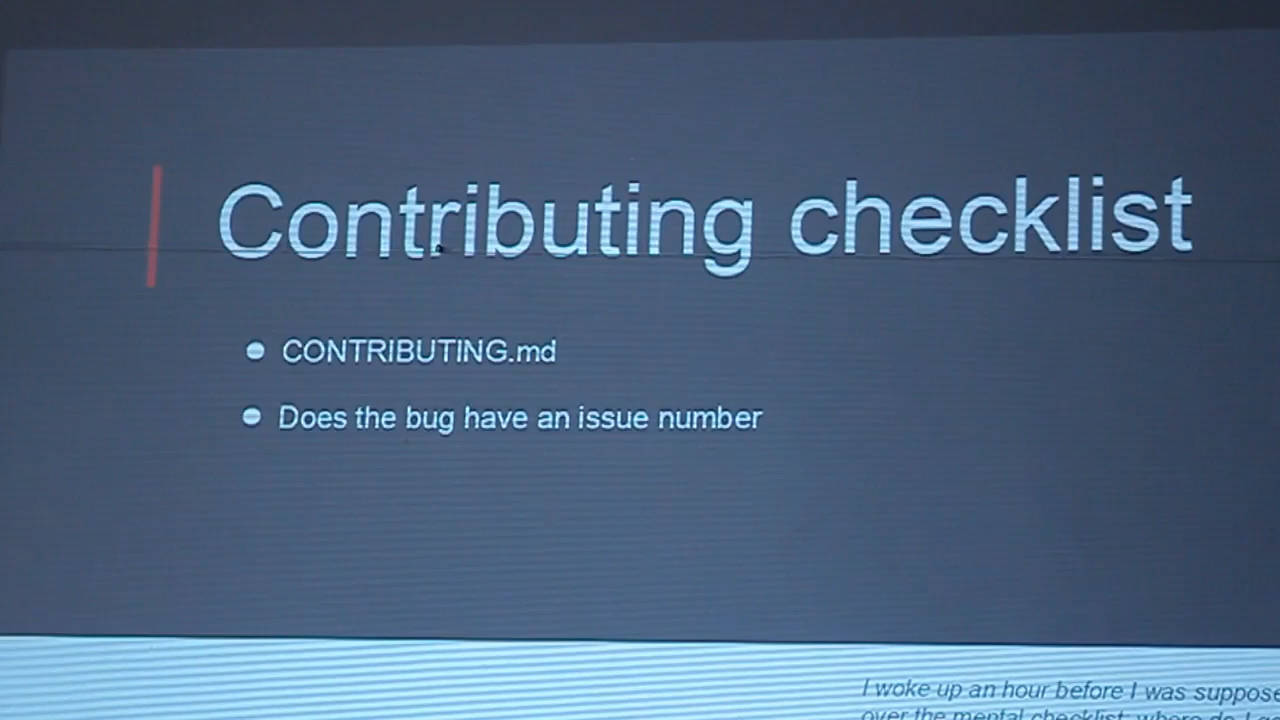 Contributing checklist
CONTRIBUTING.md
Does the bug have an issue number
I woke up an hour before I was
over the mental checklist: where do I